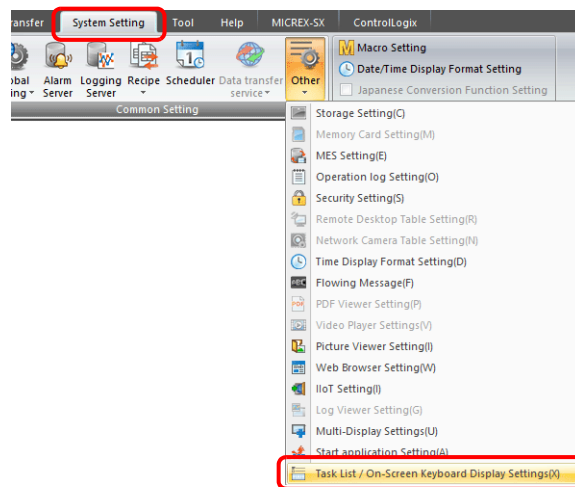 System Setting Tool Help MICREX-SX ControlLogix
Alarm Logging Recipe Scheduler Data transfer Other
Server Server service
Common Setting
Macro Setting
Date/Time Display Format Setting
Japanese Conversion Function Setting
Storage Setting(C)
Memory Card Setting(M)
MES Setting(E)
Operation log Setting(O)
Security Setting(S)
Remote Desktop Table Setting(R)
Network Camera Table Setting(N)
Time Display Format Setting(D)
Flowing Message(F)
PDF Viewer Setting(P)
Video Player Settings(V)
Picture Viewer Setting(I)
Web Browser Setting(W)
IIoT Setting(I)
Log Viewer Setting(G)
Multi-Display Settings(U)
Start application Setting(A)
Task List / On-Screen Keyboard Display Settings(X)